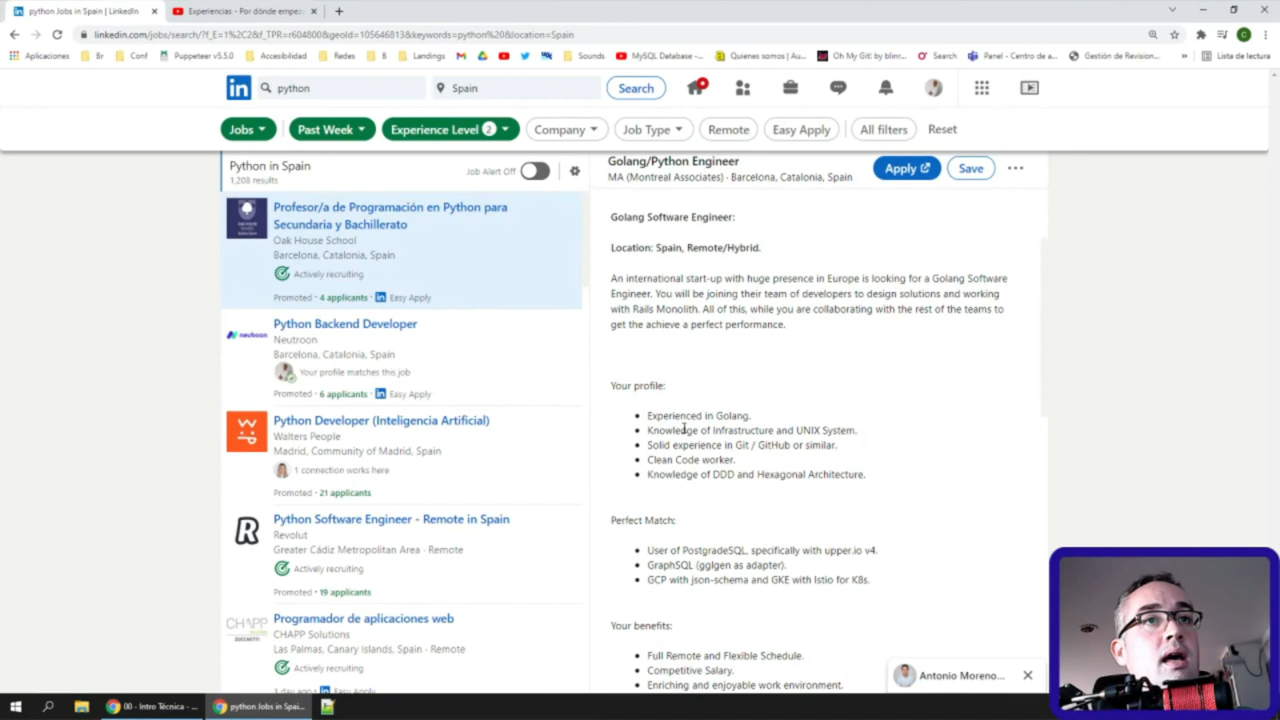 python Jobs in Spain | LinkedIn
Experiencias - Por dónde empez
linkedin.com/jobs/search/?f_E=1%2C2&f_TPR=r604800&geoId=105646813&keywords=python%20&location=Spain
Aplicaciones
Br
Conf
Puppeteer v5.0.0
Accesibilidad
Redes
B
Landings
Sounds
MySQL Database -...
Quienes somos | Au...
Oh My Git! by blinr...
Search
Panel - Centro de a...
Gestión de Revision...
Lista de lectura
python
Spain
Search
Jobs
Past Week
Experience Level 2
Company
Job Type
Remote
Easy Apply
All filters
Reset
Python in Spain
1,208 results
Job Alert Off
Profesor/a de Programación en Python para
Secundaria y Bachillerato
Oak House School
Barcelona, Catalonia, Spain
Actively recruiting
Promoted · 4 applicants · Easy Apply
neutroon
Python Backend Developer
Neutroon
Barcelona, Catalonia, Spain
Your profile matches this job
Promoted · 6 applicants · Easy Apply
Python Developer (Inteligencia Artificial)
Walters People
Madrid, Community of Madrid, Spain
1 connection works here
Promoted · 21 applicants
R
Python Software Engineer - Remote in Spain
Revolut
Greater Cádiz Metropolitan Area · Remote
Actively recruiting
Promoted · 19 applicants
CHAPP
Programador de aplicaciones web
CHAPP Solutions
Las Palmas, Canary Islands, Spain · Remote
Actively recruiting
1 day ago · Easy Apply
Golang/Python Engineer
MA (Montreal Associates) · Barcelona, Catalonia, Spain
Apply
Save
Golang Software Engineer:
Location: Spain, Remote/Hybrid.
An international start-up with huge presence in Europe is looking for a Golang Software
Engineer. You will be joining their team of developers to design solutions and working
with Rails Monolith. All of this, while you are collaborating with the rest of the teams to
get the achieve a perfect performance.
Your profile:
Experienced in Golang.
Knowledge of Infrastructure and UNIX System.
Solid experience in Git / GitHub or similar.
Clean Code worker.
Knowledge of DDD and Hexagonal Architecture.
Perfect Match:
User of PostgradeSQL, specifically with upper.io v4.
GraphSQL (gglgen as adapter).
GCP with json-schema and GKE with Istio for K8s.
Your benefits:
Full Remote and Flexible Schedule.
Competitive Salary.
Enriching and enjoyable work environment.
Antonio Moreno...
00 - Intro Técnica - ...
python Jobs in Spai...